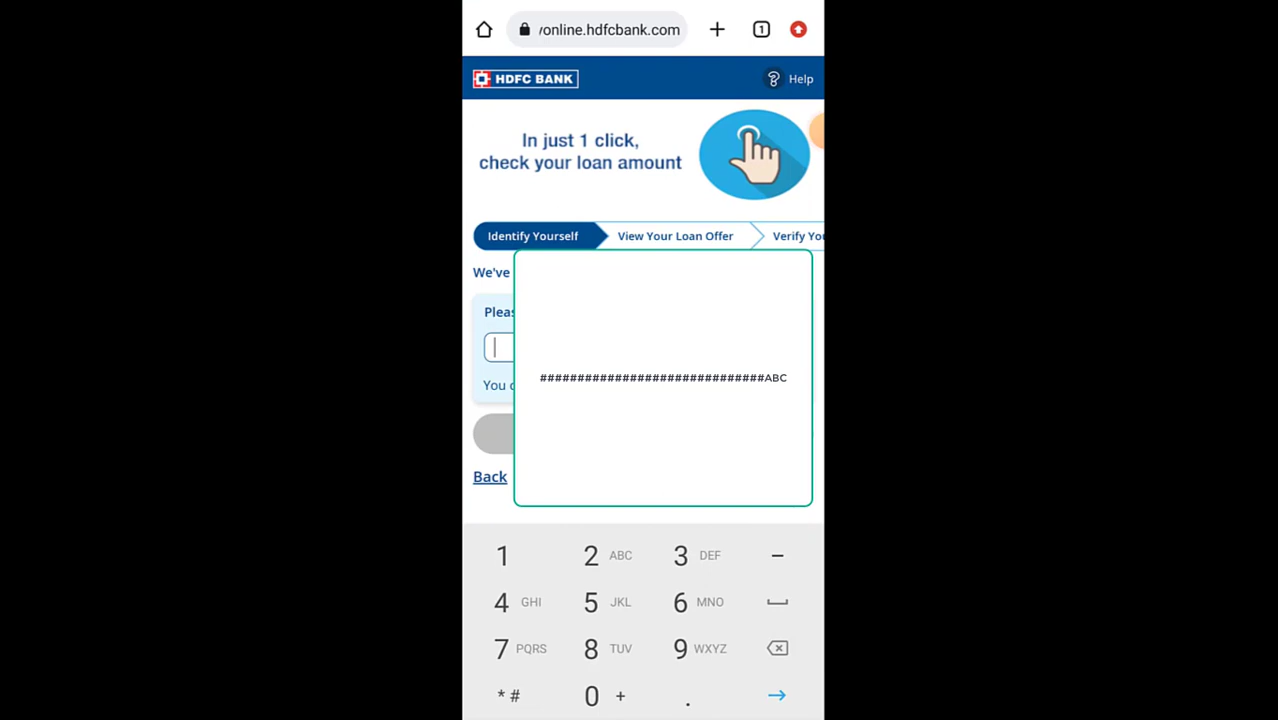 /online.hdfcbank.com
1
HDFC BANK
? Help
In just 1 click,
check your loan amount
Identify Yourself
View Your Loan Offer
Verify You
We've
Pleas
##############################ABC
You c
Back
1
2 ABC
3 DEF
-
4 GHI
5 JKL
6 MNO
7 PQRS
8 TUV
9 WXYZ
* #
0 +
.